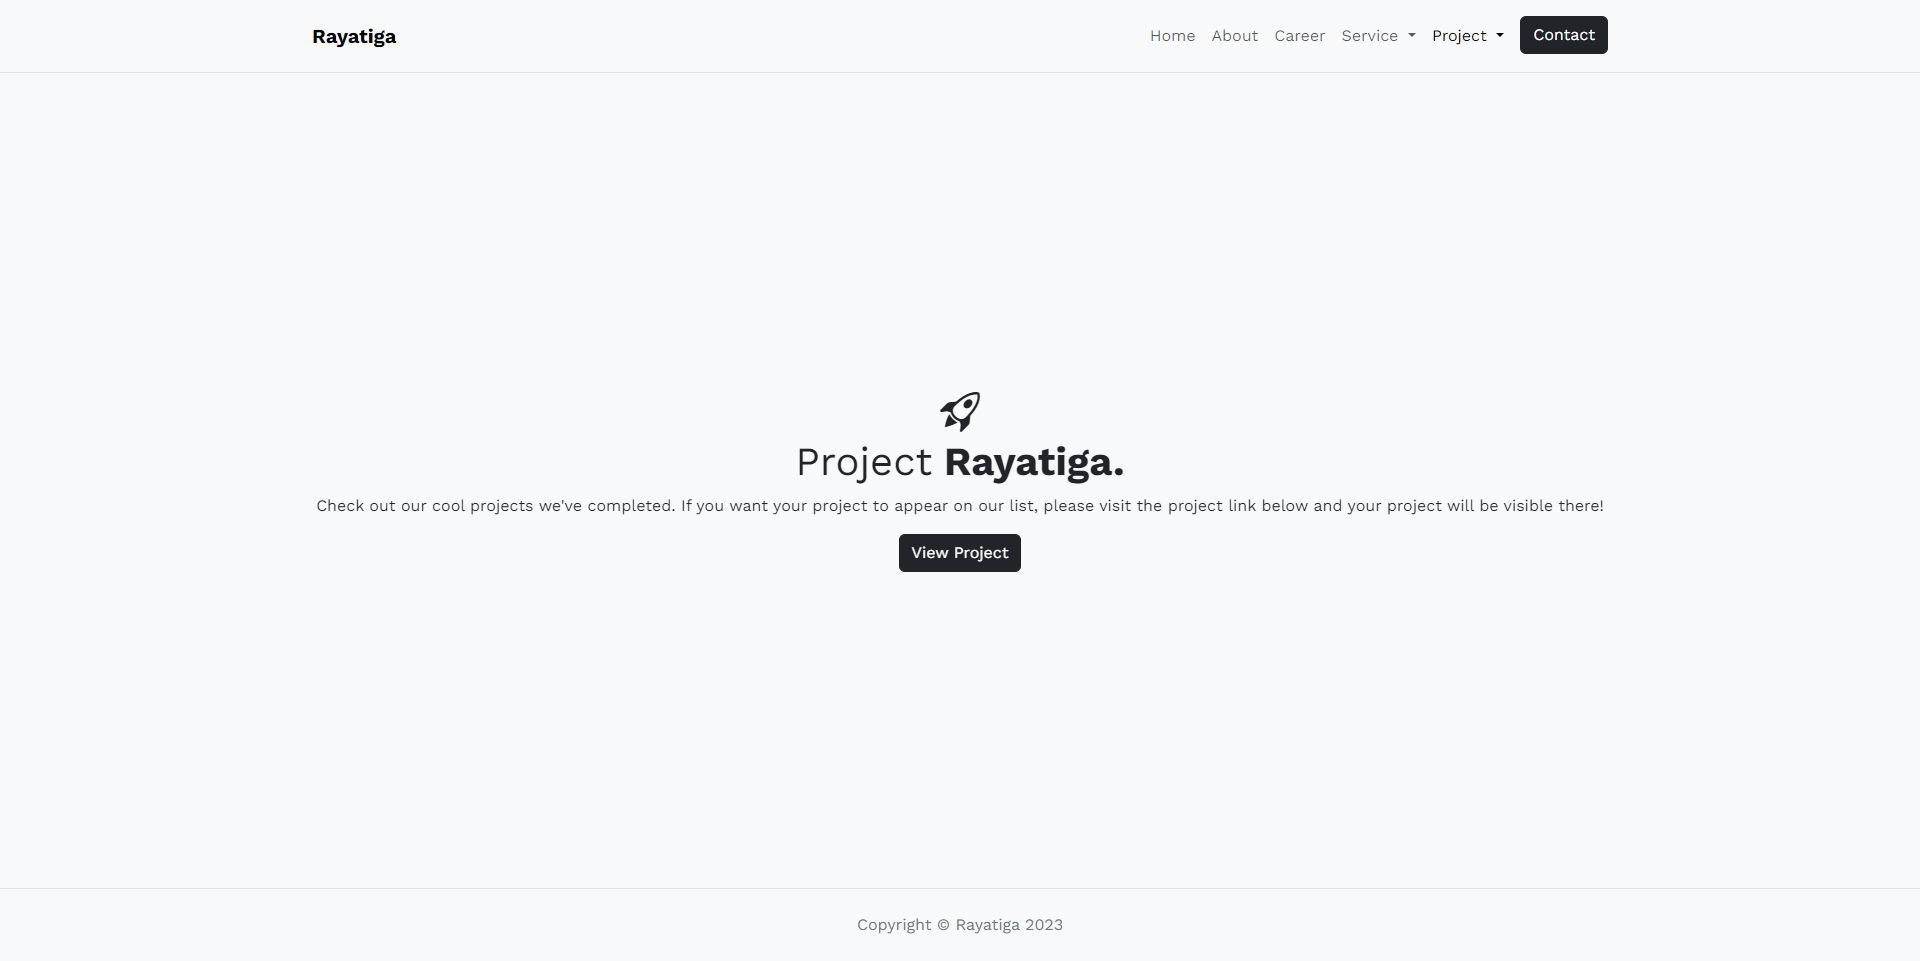 Rayatiga
Home About Career Service Project Contact
Project Rayatiga.
Check out our cool projects we've completed. If you want your project to appear on our list, please visit the project link below and your project will be visible there!
View Project
Copyright © Rayatiga 2023